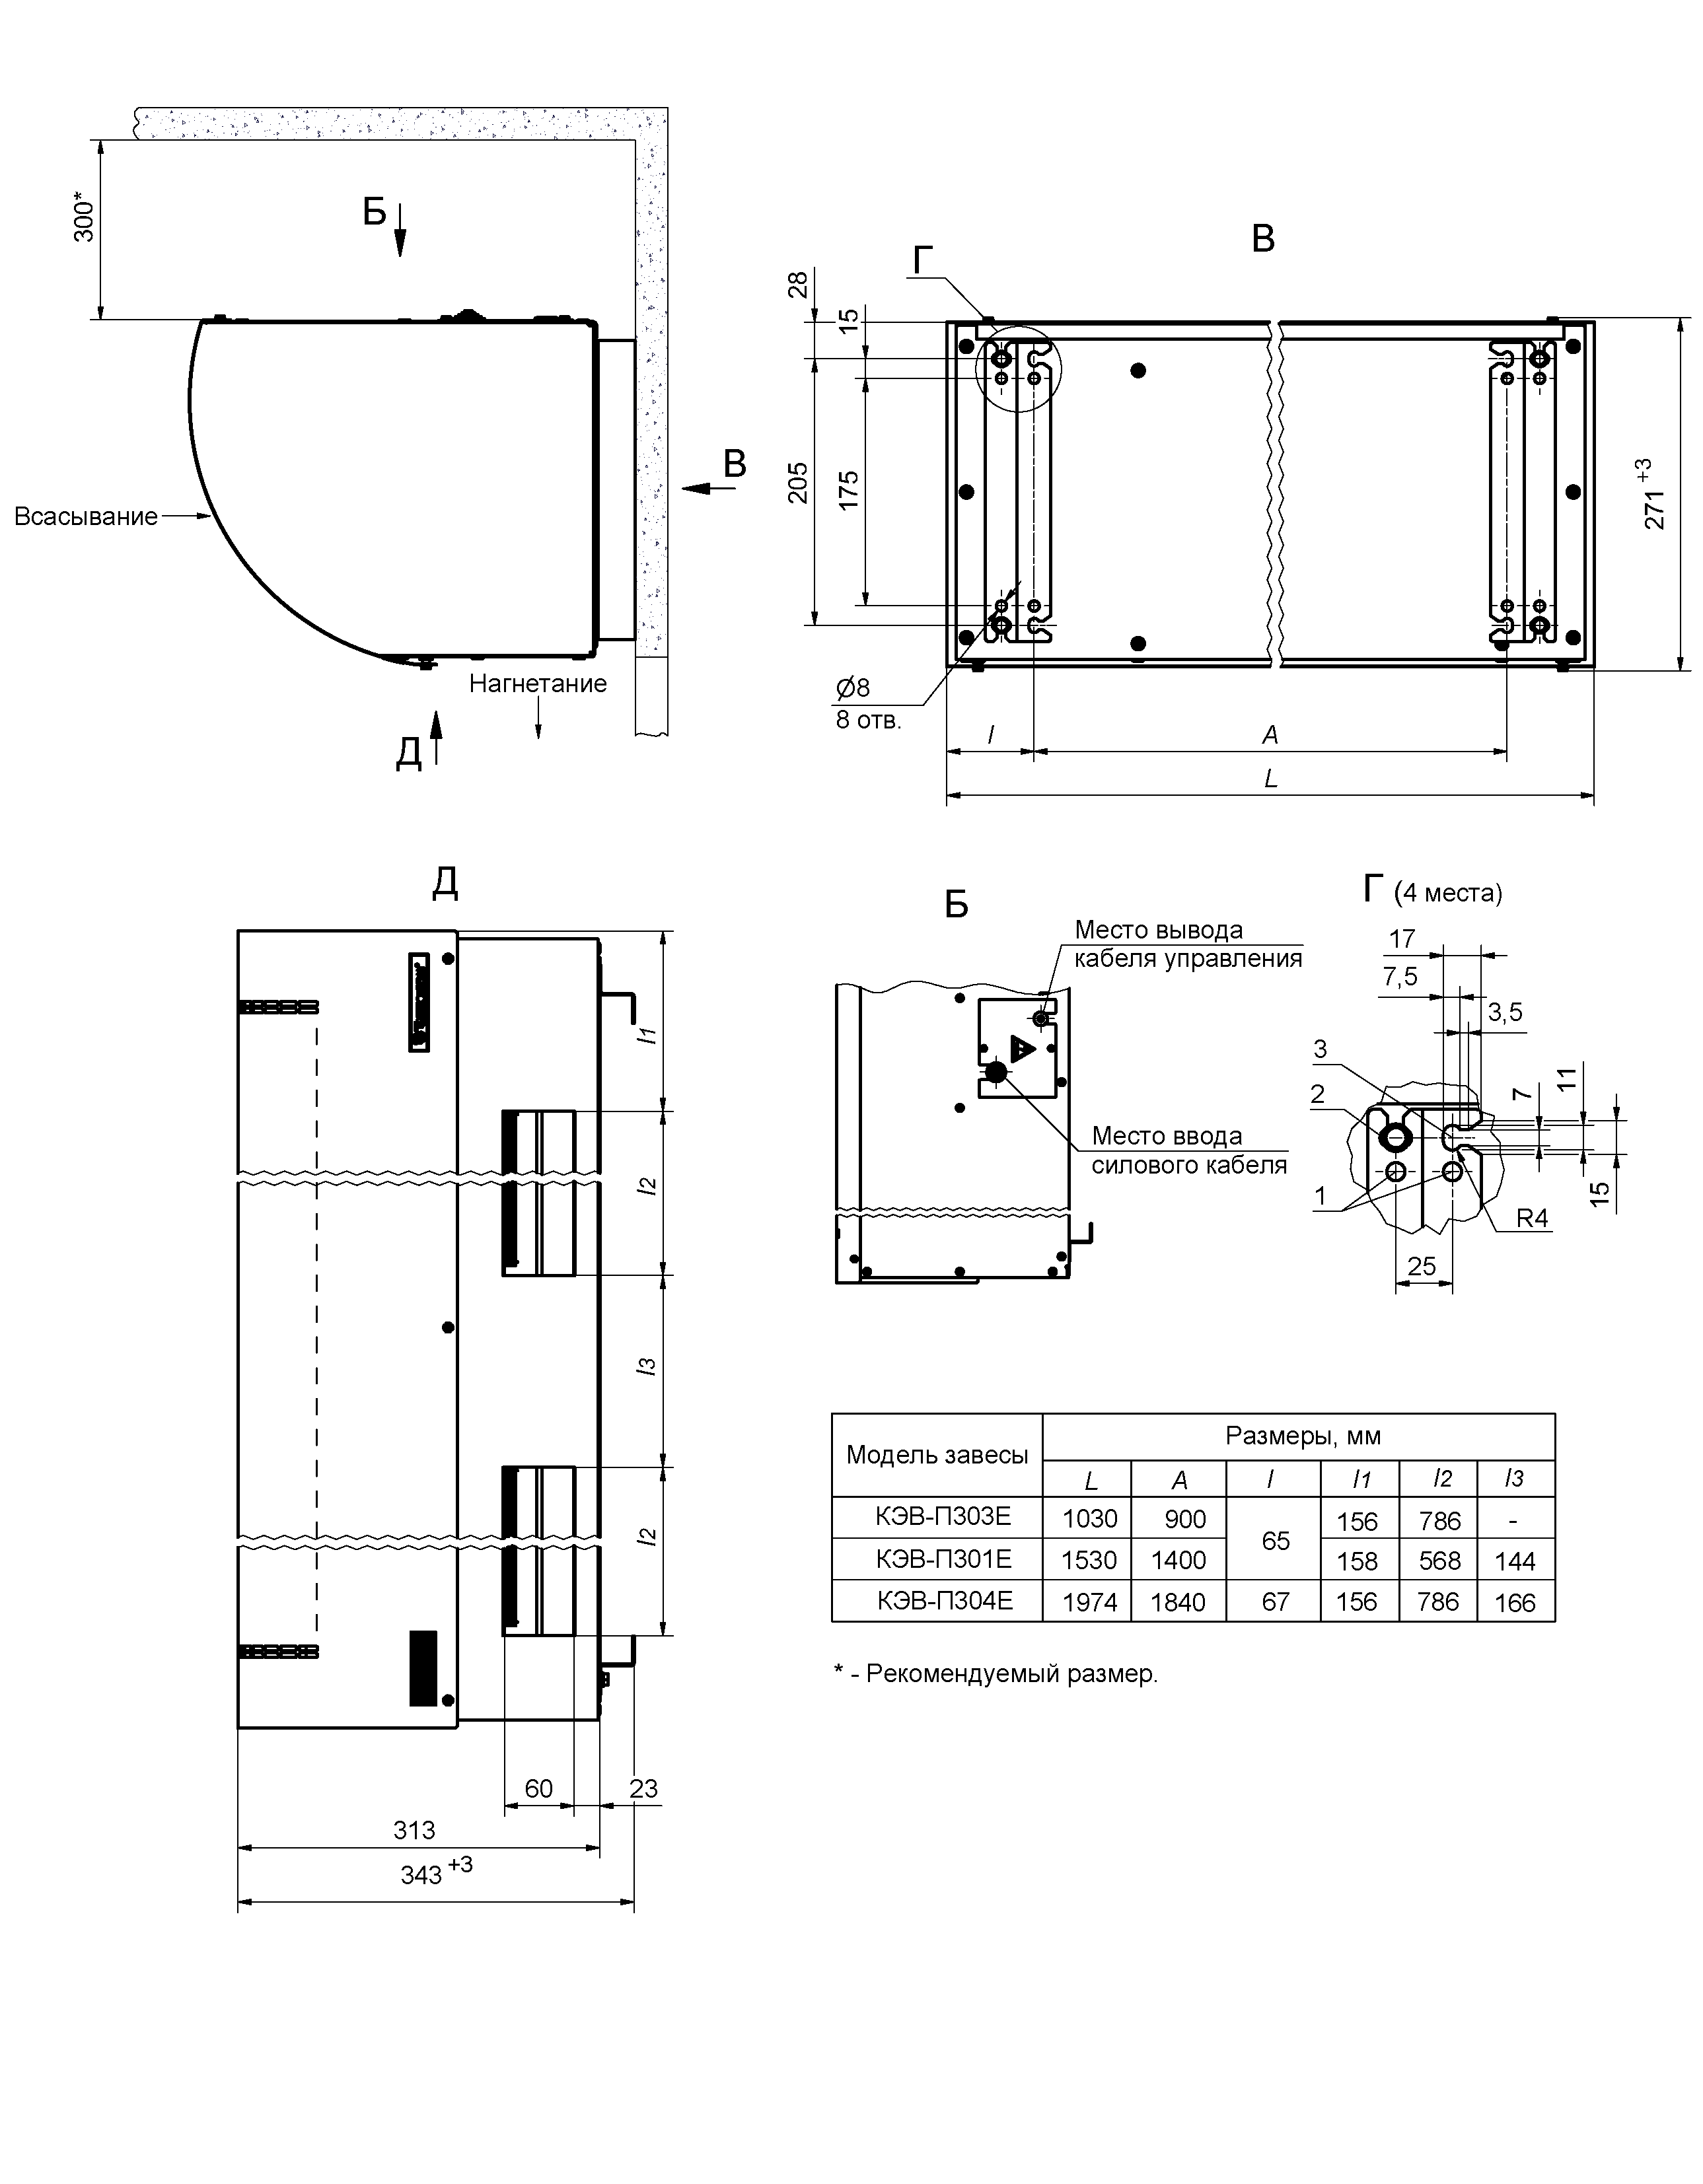 300*
Б
Всасывание
В
Нагнетание
Д
В
Г
28
15
205
175
271 +3
Ø8
8 отв.
l
A
L
Д
l1
l2
l3
l2
60
23
313
343 +3
Б
Место вывода
кабеля управления
Место ввода
силового кабеля
Г (4 места)
17
7,5
3,5
3
2
1
7
11
15
R4
25
Модель завесы
Размеры, мм
L A l l1 l2 l3
КЭВ-П303Е 1030 900 65 156 786 -
КЭВ-П301Е 1530 1400 158 568 144
КЭВ-П304Е 1974 1840 67 156 786 166
* - Рекомендуемый размер.